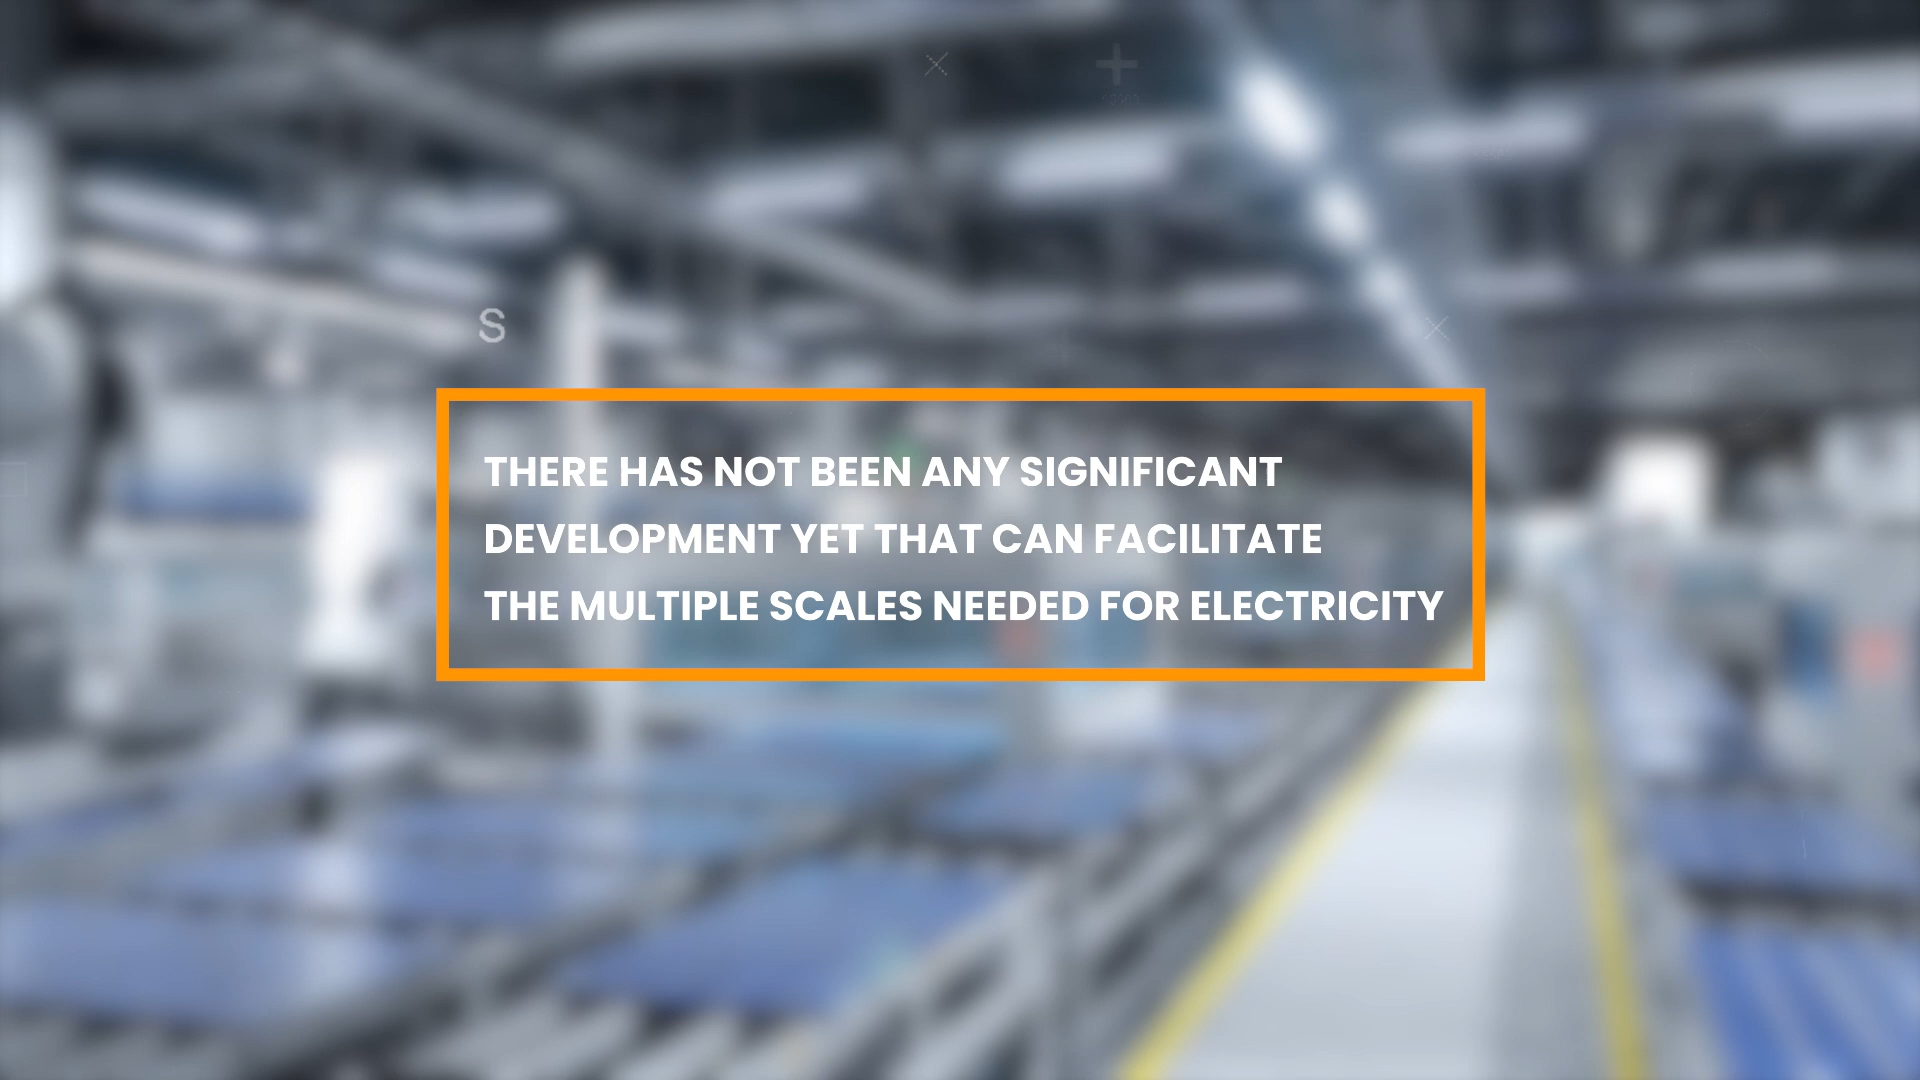 S
THERE HAS NOT BEEN ANY SIGNIFICANT
DEVELOPMENT YET THAT CAN FACILITATE
THE MULTIPLE SCALES NEEDED FOR ELECTRICITY